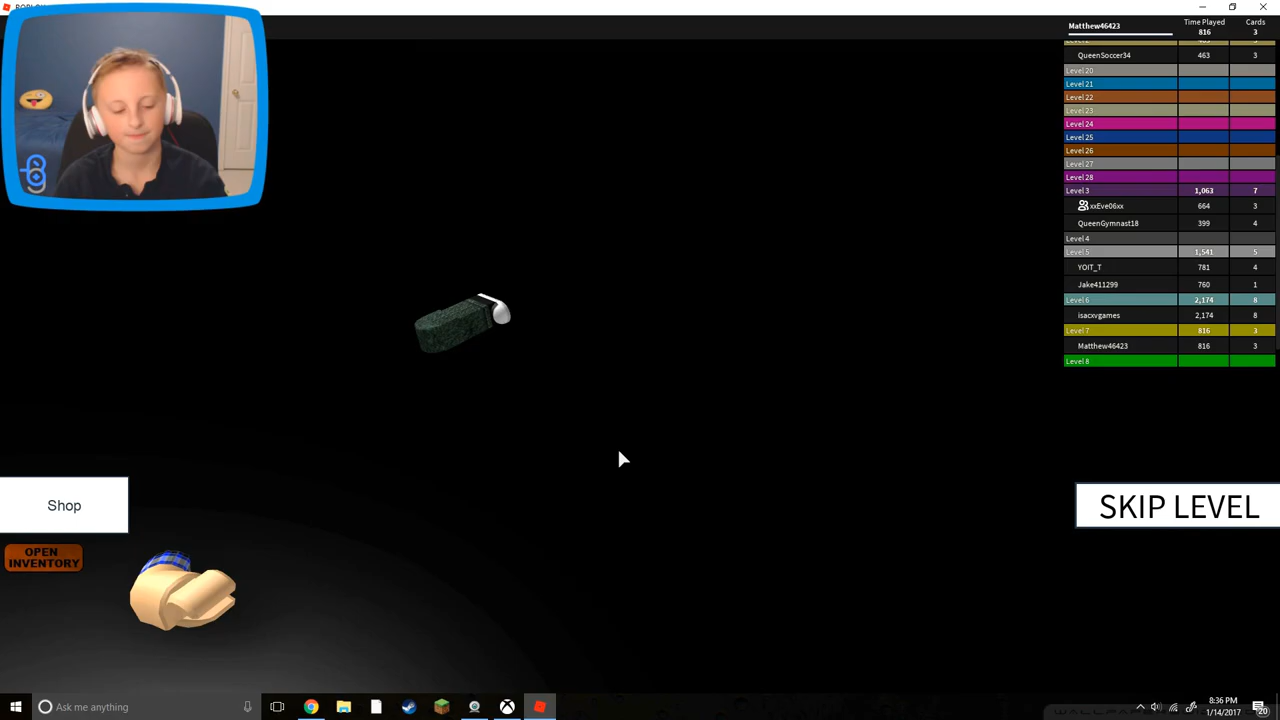 Matthew46423 Time Played Cards
816 3
QueenSoccer34 463 3
Level 20
Level 21
Level 22
Level 23
Level 24
Level 25
Level 26
Level 27
Level 28
Level 3 1,063 7
xxEve06xx 664 3
QueenGymnast18 399 4
Level 4
Level 5 1,541 5
YOIT_T 781 4
Jake411299 760 1
Level 6 2,174 8
isacxvgames 2,174 8
Level 7 816 3
Matthew46423 816 3
Level 8
Shop
SKIP LEVEL
OPEN
INVENTORY
Ask me anything
8:36 PM
1/14/2017
20